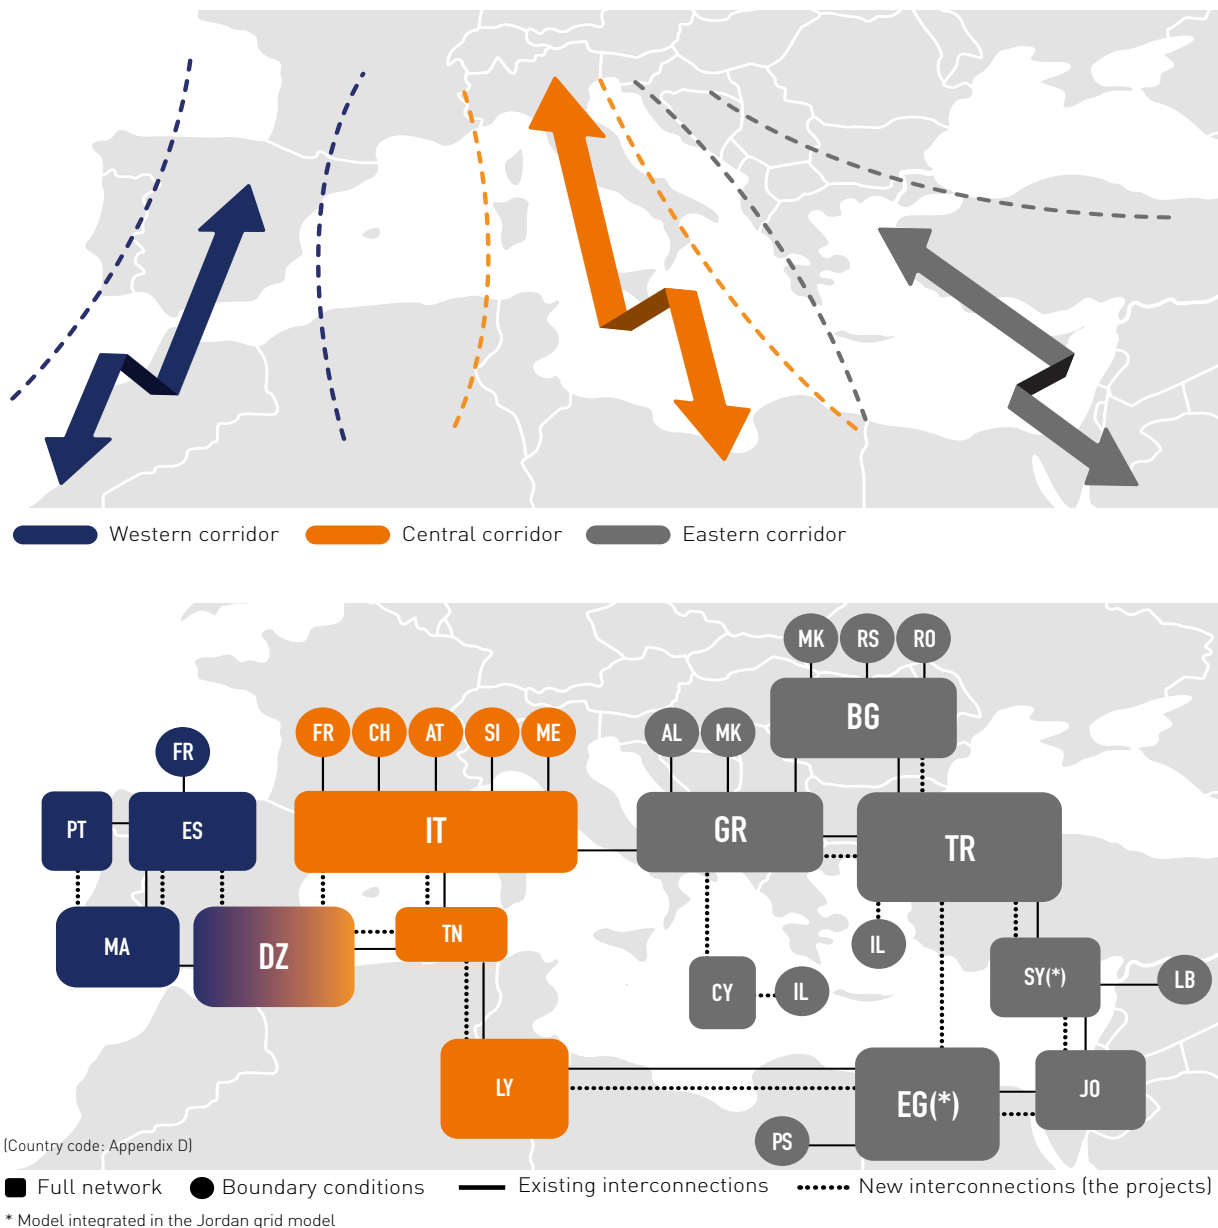 Western corridor Central corridor Eastern corridor
MK RS RO
BG
FR
FR CH AT SI ME
AL MK
PT ES
IT
GR
TR
MA
DZ
TN
IL
CY IL
SY(*)
LB
LY
EG(*)
JO
PS
(Country code: Appendix D)
Full network Boundary conditions Existing interconnections New interconnections (the projects)
* Model integrated in the Jordan grid model